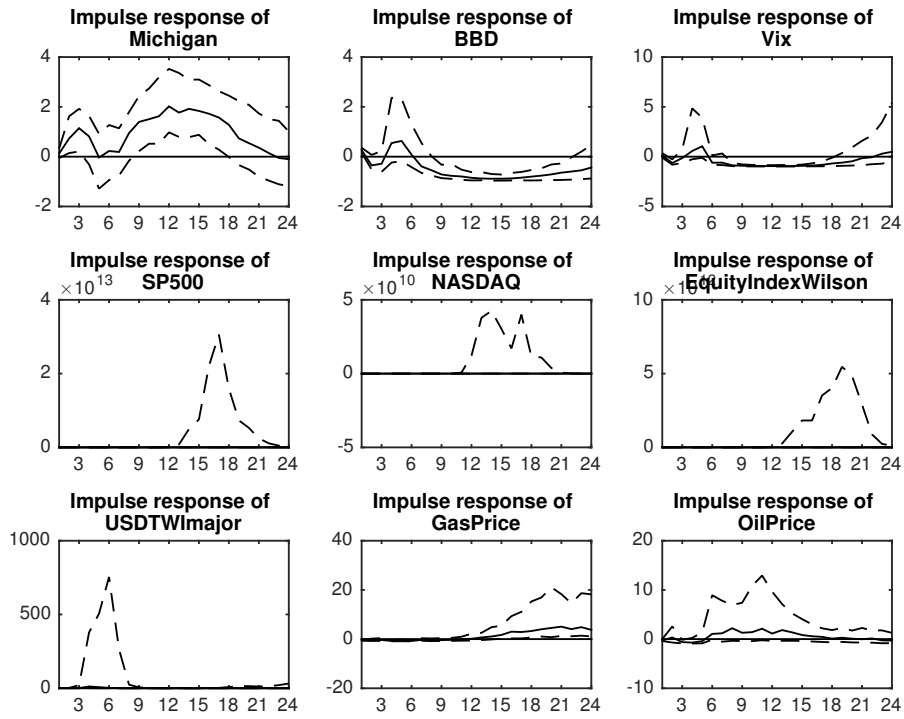 Impulse response of Impulse response of Impulse response of
Michigan BBD Vix
4 4 10
2 2 5
0 0 0
-2 -2 -5
3 6 9 12 15 18 21 24 3 6 9 12 15 18 21 24 3 6 9 12 15 18 21 24
Impulse response of Impulse response of Impulse response of
×10^13 SP500 ×10^10 NASDAQ ×10 EquityIndexWilson
4 5 10
2 0 5
0 -5 0
3 6 9 12 15 18 21 24 3 6 9 12 15 18 21 24 3 6 9 12 15 18 21 24
Impulse response of Impulse response of Impulse response of
USDTWImajor GasPrice OilPrice
1000 40 20
500 20 10
0 0 0
-20 -10
3 6 9 12 15 18 21 24 3 6 9 12 15 18 21 24 3 6 9 12 15 18 21 24